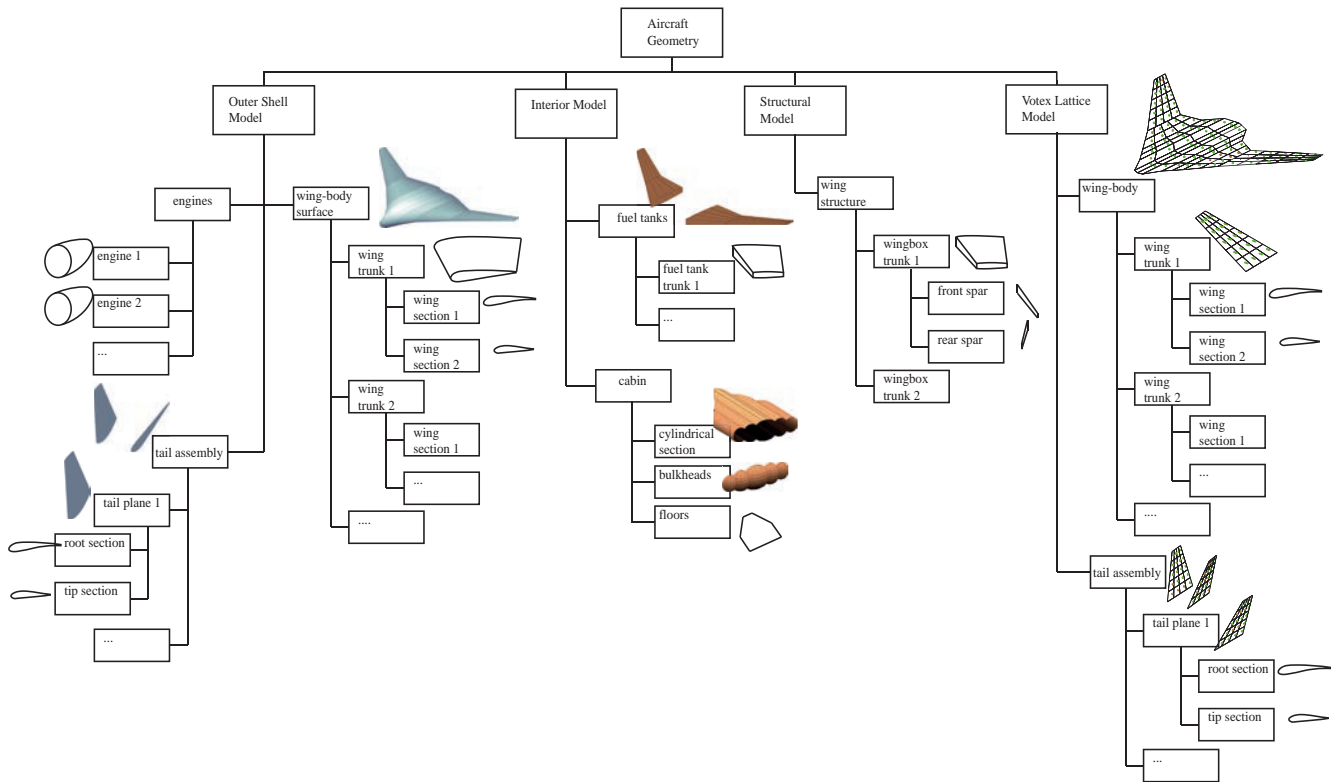 Aircraft
Geometry
Outer Shell
Model
Interior Model
Structural
Model
Votex Lattice
Model
engines
engine 1
engine 2
...
tail assembly
tail plane 1
root section
tip section
...
wing-body
surface
wing
trunk 1
wing
section 1
wing
section 2
wing
trunk 2
wing
section 1
...
....
fuel tanks
fuel tank
trunk 1
...
cabin
cylindrical
section
bulkheads
floors
wing
structure
wingbox
trunk 1
front spar
rear spar
wingbox
trunk 2
wing-body
wing
trunk 1
wing
section 1
wing
section 2
wing
trunk 2
wing
section 1
...
....
tail assembly
tail plane 1
root section
tip section
...